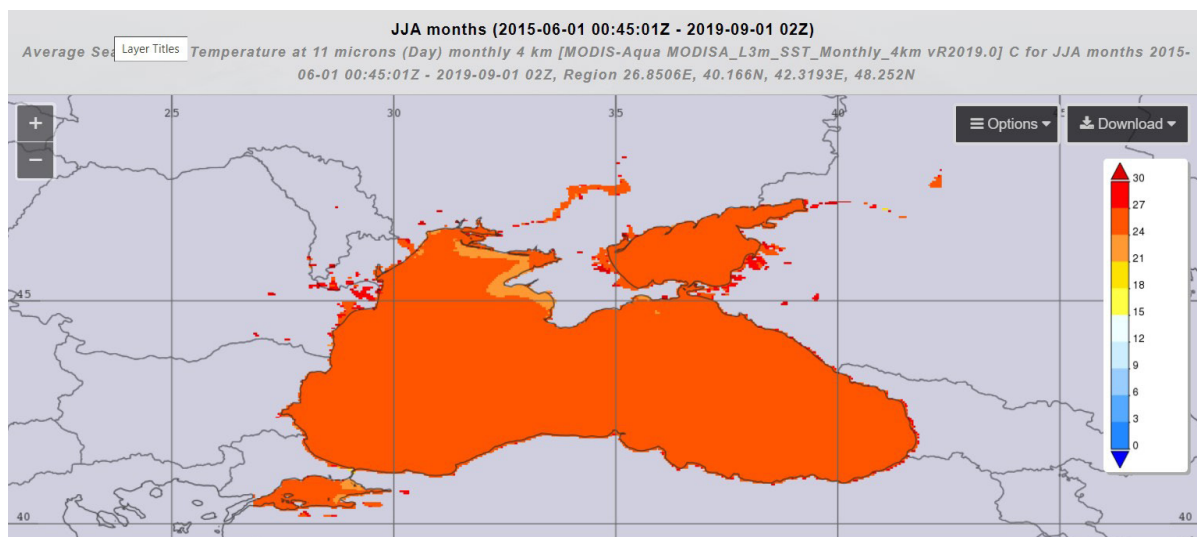 JJA months (2015-06-01 00:45:01Z - 2019-09-01 02Z)
Average Sea Temperature at 11 microns (Day) monthly 4 km [MODIS-Aqua MODISA_L3m_SST_Monthly_4km vR2019.0] C for JJA months 2015-
Layer Titles
06-01 00:45:01Z - 2019-09-01 02Z, Region 26.8506E, 40.166N, 42.3193E, 48.252N
25 30 35 40
+
−
Options
Download
30
27
24
21
18
15
12
9
6
3
0
45
40 40